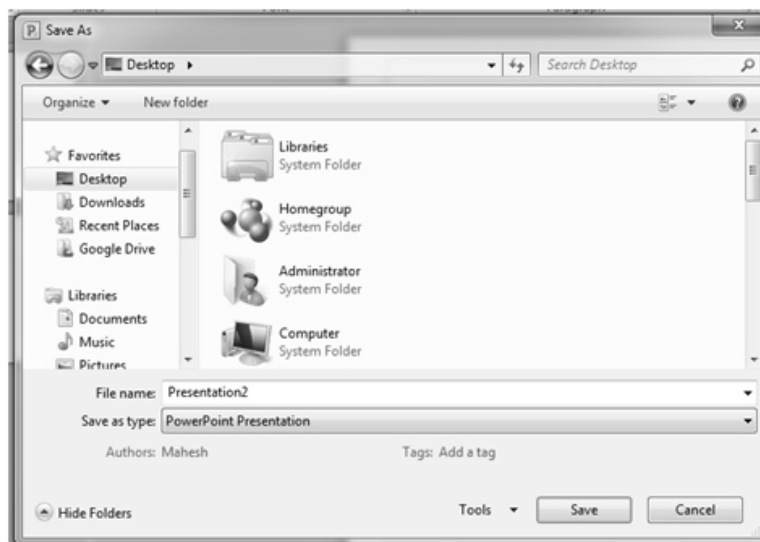 Save As
Desktop
Search Desktop
Organize
New folder
Favorites
Desktop
Downloads
Recent Places
Google Drive
Libraries
Documents
Music
Pictures
Libraries
System Folder
Homegroup
System Folder
Administrator
System Folder
Computer
System Folder
File name: Presentation2
Save as type: PowerPoint Presentation
Authors: Mahesh
Tags: Add a tag
Hide Folders
Tools
Save
Cancel